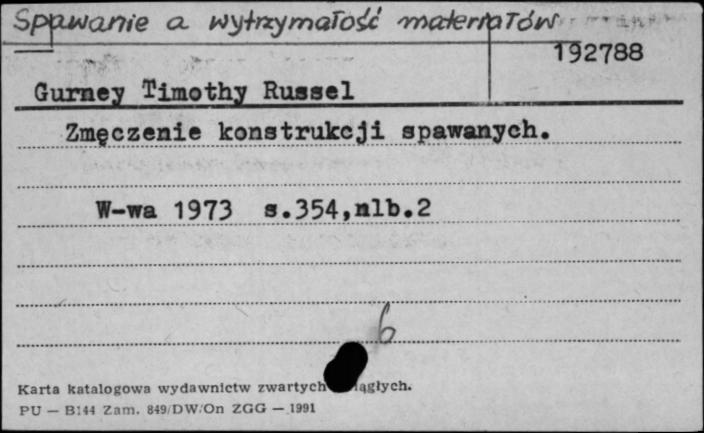 Spawanie a wytrzymałość materiałów
192788
Gurney Timothy Russel
Zmęczenie konstrukcji spawanych.
W-wa 1973 s.354,nlb.2
6
Karta katalogowa wydawnictw zwartych
PU — B144 Zam. 849/DW/On ZGG — 1991